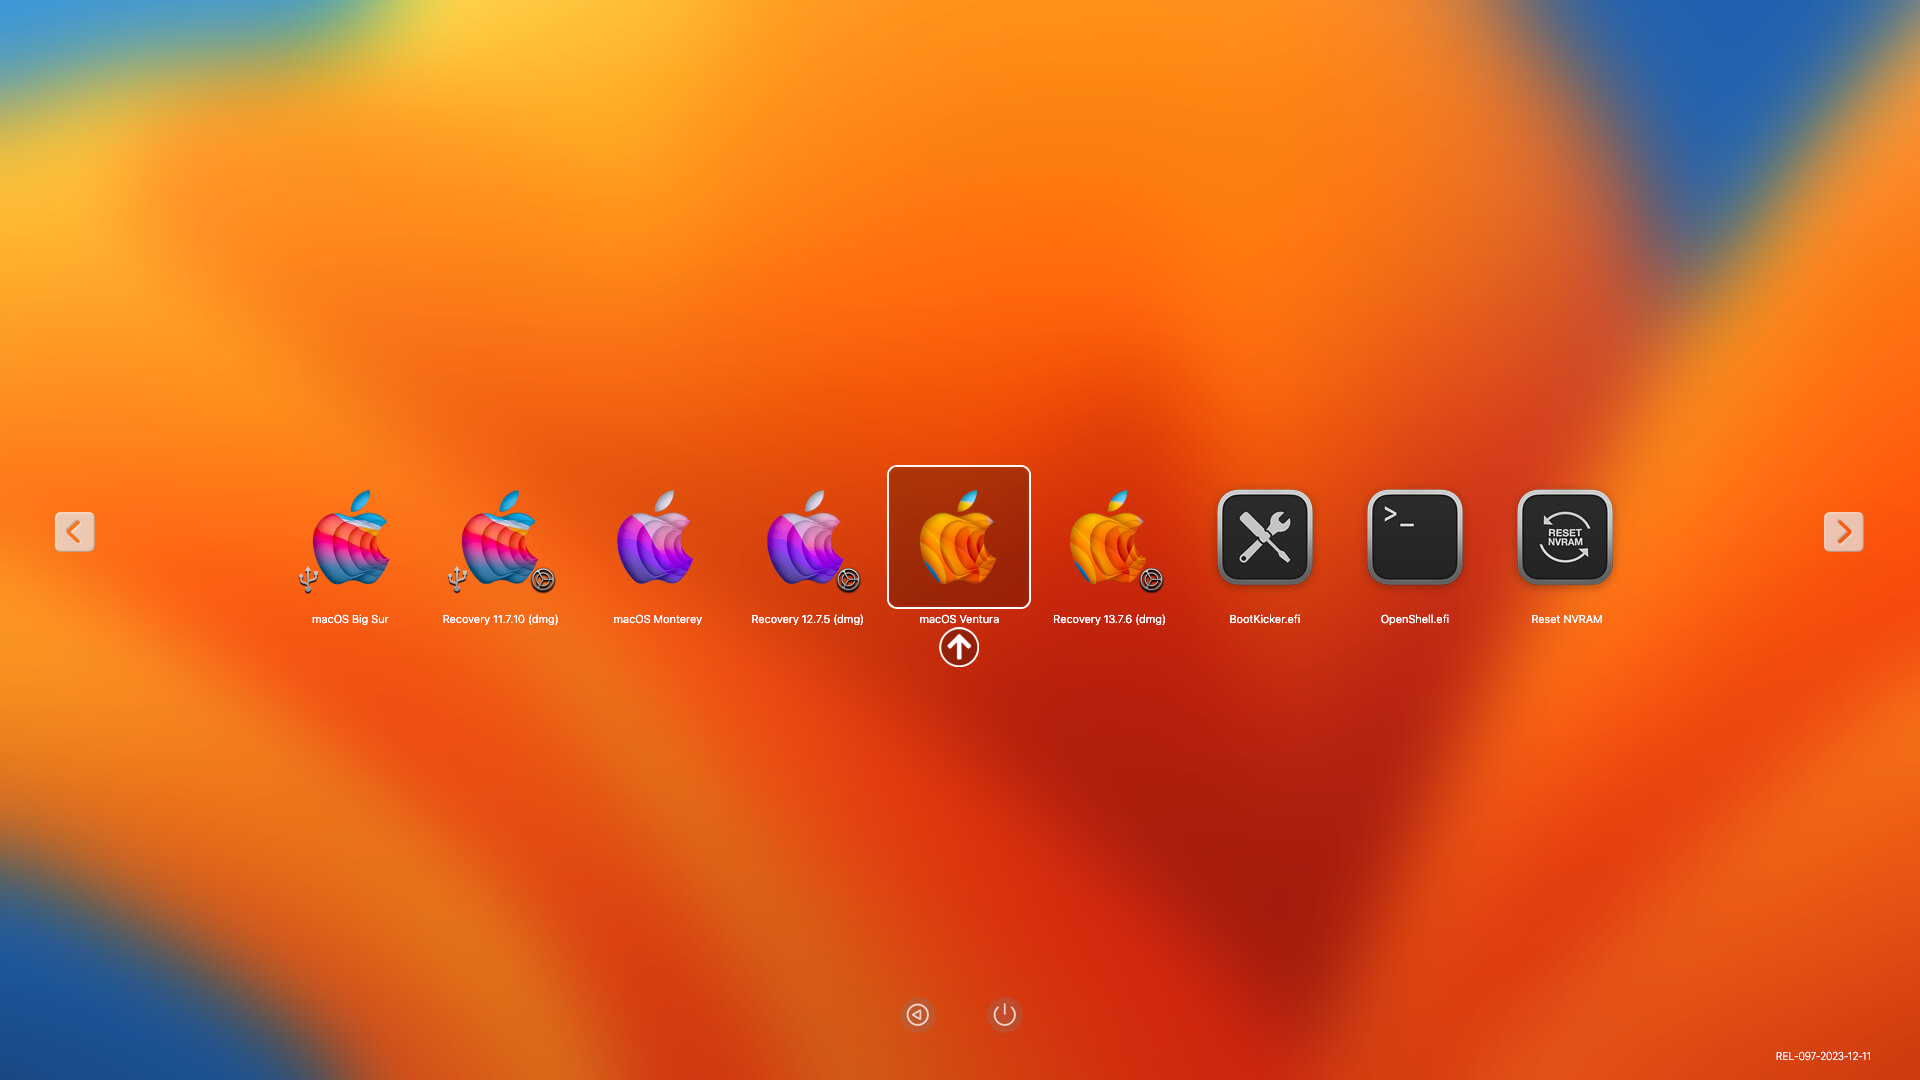 macOS Big Sur
Recovery 11.7.10 (dmg)
macOS Monterey
Recovery 12.7.5 (dmg)
macOS Ventura
Recovery 13.7.6 (dmg)
BootKicker.efi
>_
OpenShell.efi
RESET
NVRAM
Reset NVRAM
REL-097-2023-12-11